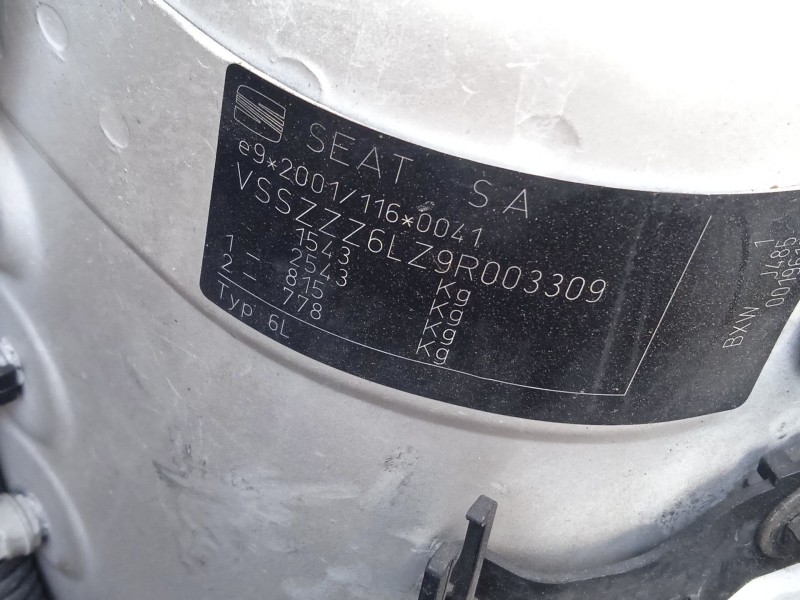 SEAT S A
e9*2001/116*0041
VSSZZZ6LZ9R003309
1543 Kg
2543 Kg
1 – 815 Kg
2 – 778 Kg
Typ 6L
BXW J485